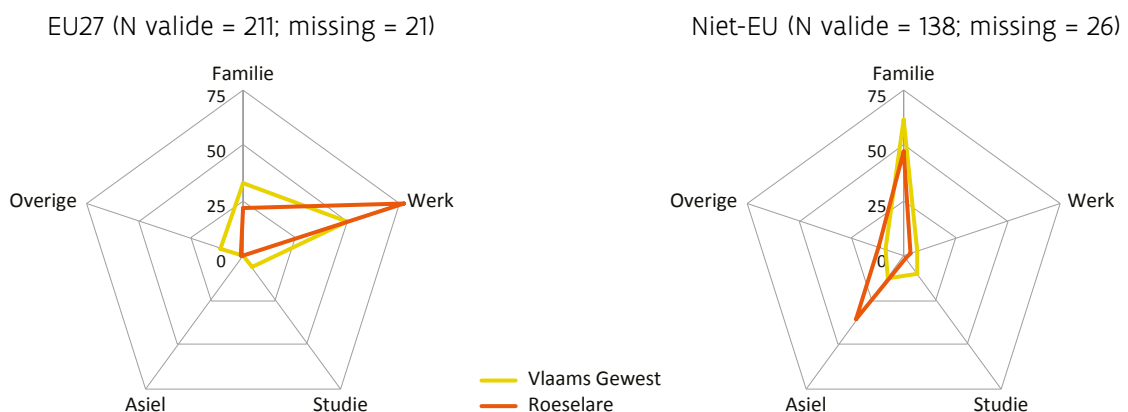 EU27 (N valide = 211; missing = 21)
Familie
75
50
25
0
Overige
Werk
Asiel
Studie
Niet-EU (N valide = 138; missing = 26)
Familie
75
50
25
0
Overige
Werk
Asiel
Studie
Vlaams Gewest
Roeselare